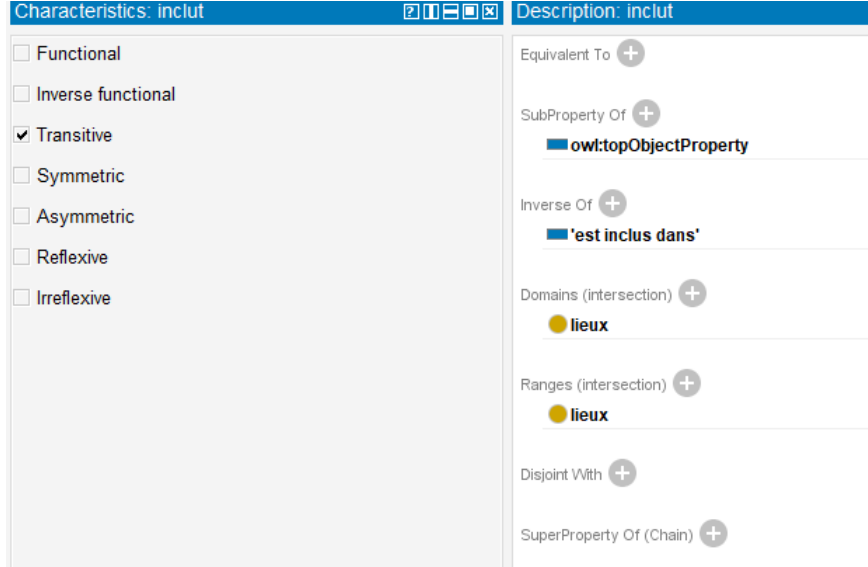 Characteristics: inclut
Functional
Inverse functional
Transitive
Symmetric
Asymmetric
Reflexive
Irreflexive
Description: inclut
Equivalent To
SubProperty Of
owl:topObjectProperty
Inverse Of
'est inclus dans'
Domains (intersection)
lieux
Ranges (intersection)
lieux
Disjoint With
SuperProperty Of (Chain)